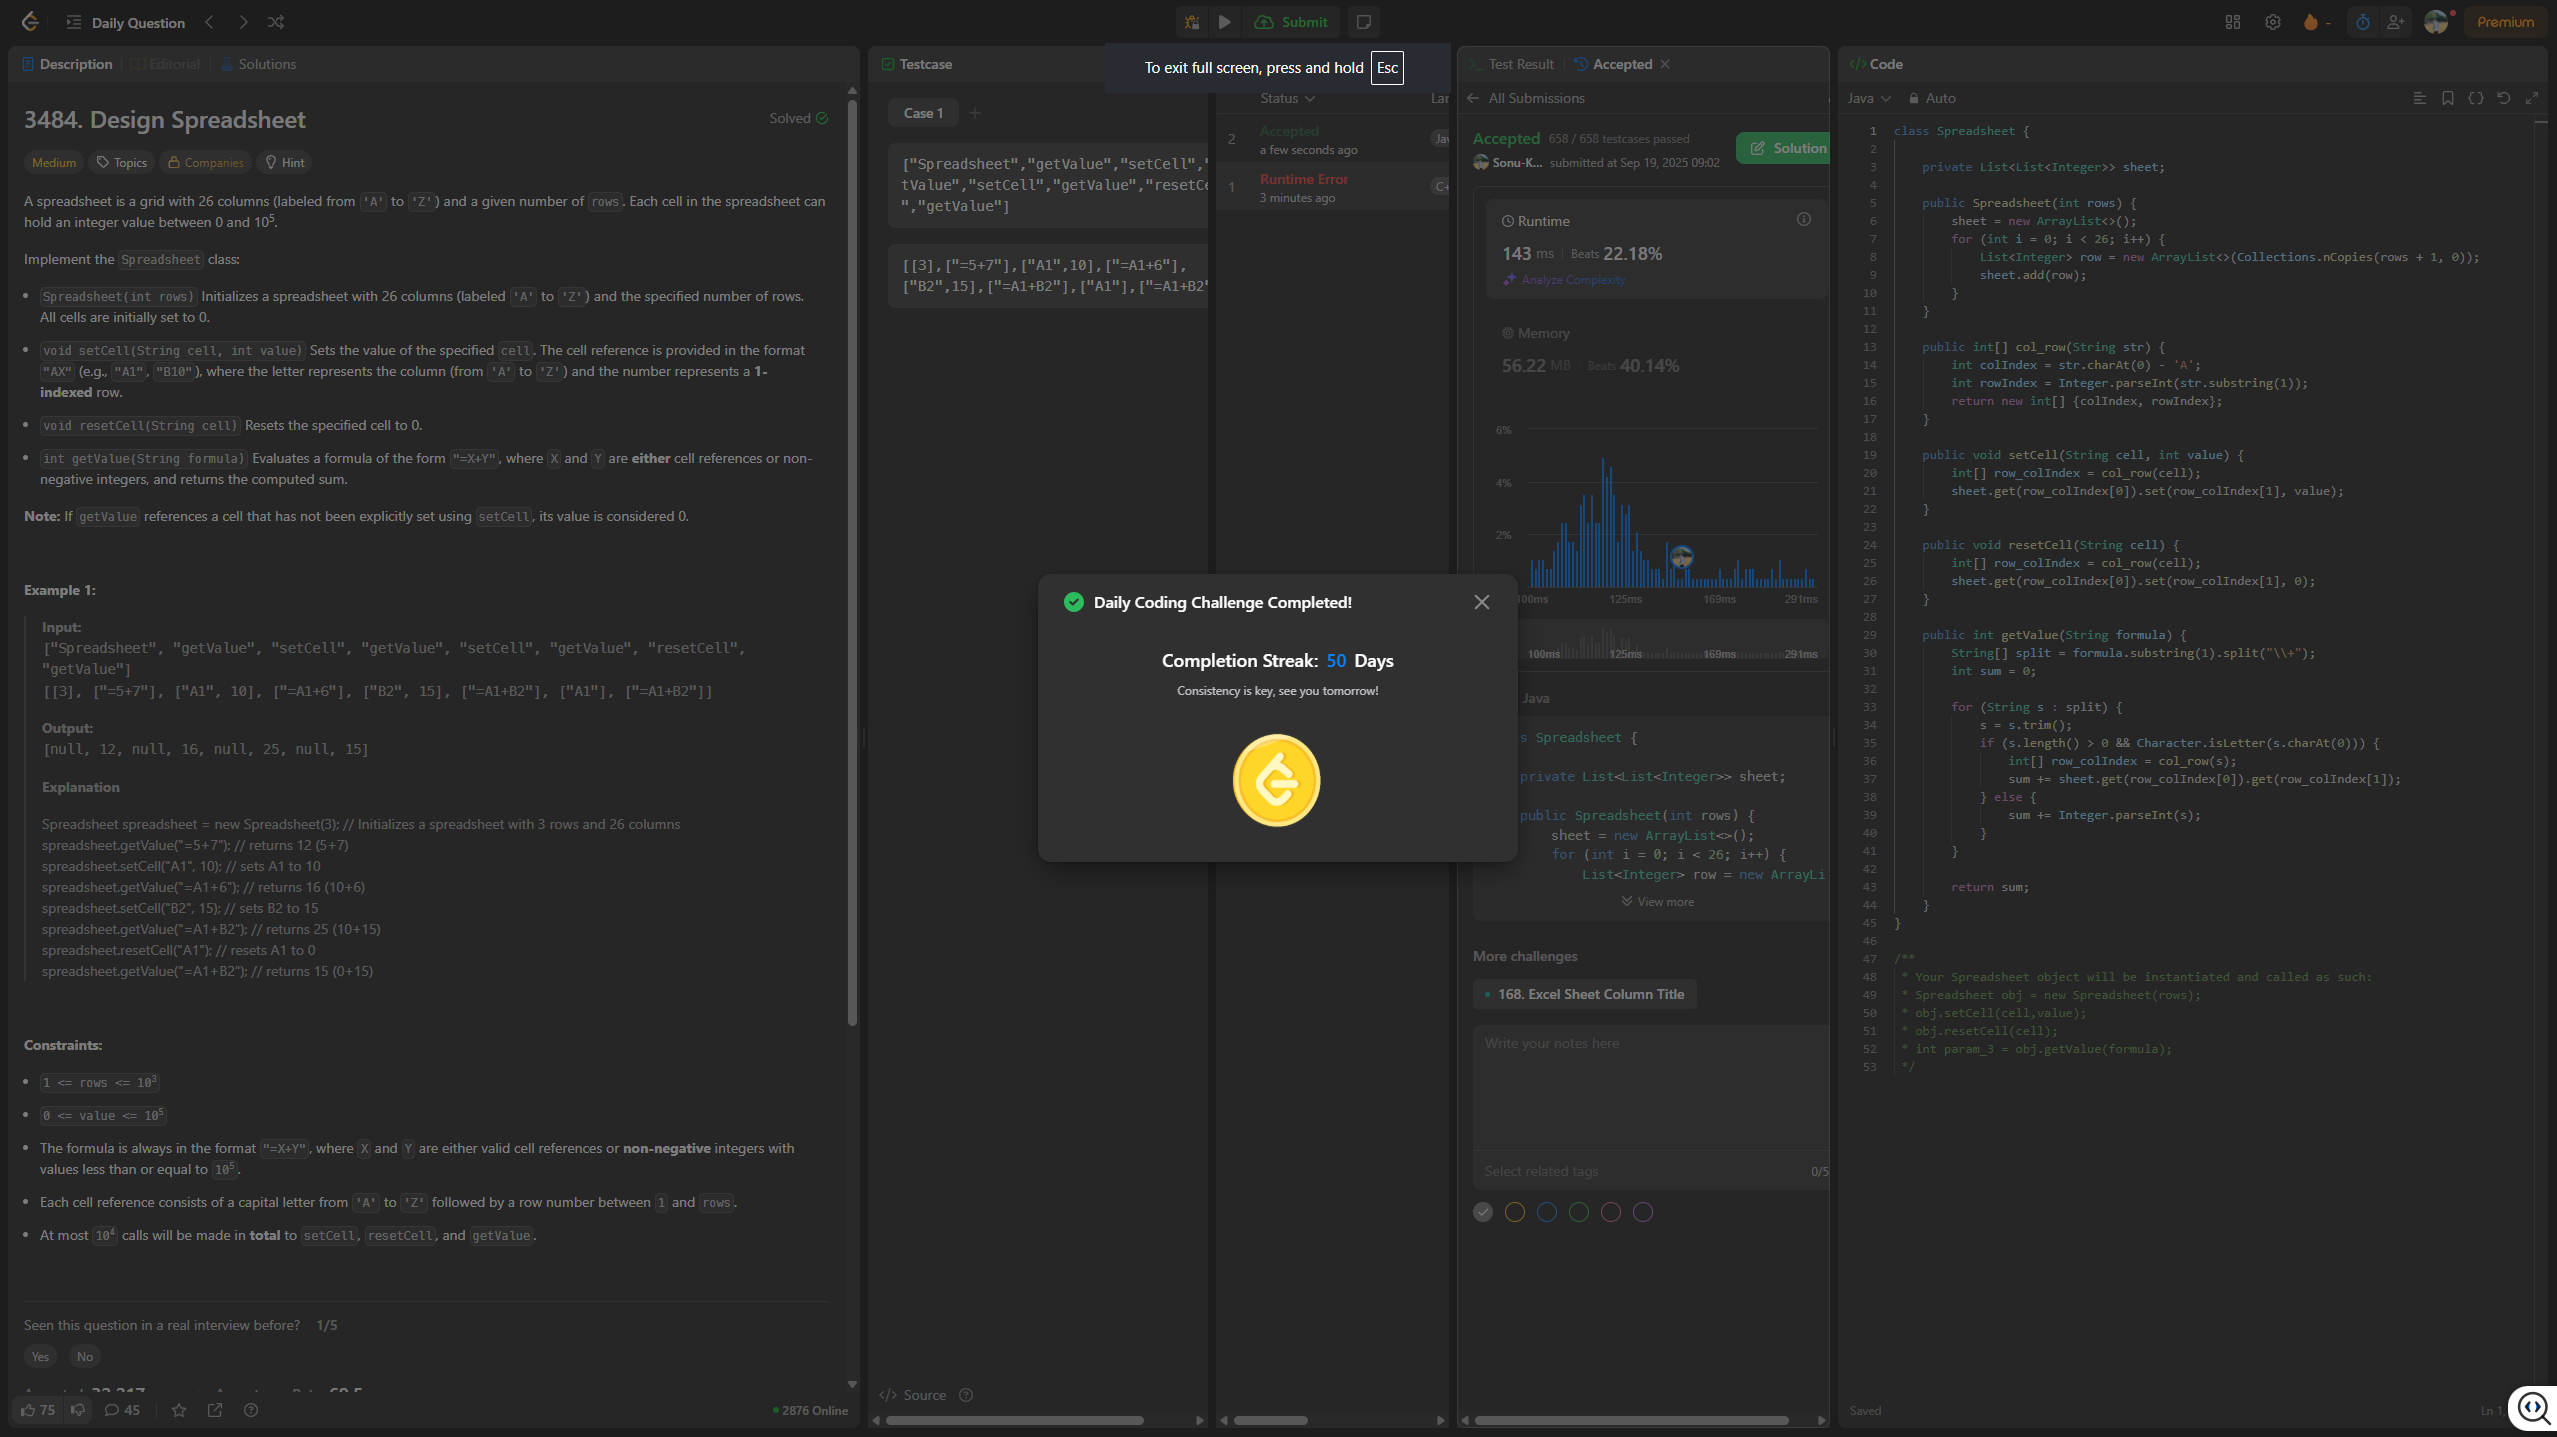 Daily Question
Submit
Premium
To exit full screen, press and hold Esc
Description
Editorial
Solutions
3484. Design Spreadsheet
Solved
Medium
Topics
Companies
Hint
A spreadsheet is a grid with 26 columns (labeled from 'A' to 'Z') and a given number of rows. Each cell in the spreadsheet can
hold an integer value between 0 and 10^5.
Implement the Spreadsheet class:
• Spreadsheet(int rows) Initializes a spreadsheet with 26 columns (labeled 'A' to 'Z') and the specified number of rows.
All cells are initially set to 0.
• void setCell(String cell, int value) Sets the value of the specified cell. The cell reference is provided in the format
"AX" (e.g., "A1", "B10"), where the letter represents the column (from 'A' to 'Z') and the number represents a 1-
indexed row.
• void resetCell(String cell) Resets the specified cell to 0.
• int getValue(String formula) Evaluates a formula of the form "=X+Y", where X and Y are either cell references or non-
negative integers, and returns the computed sum.
Note: If getValue references a cell that has not been explicitly set using setCell, its value is considered 0.
Example 1:
Input:
["Spreadsheet", "getValue", "setCell", "getValue", "setCell", "getValue", "resetCell",
"getValue"]
[[3], ["=5+7"], ["A1", 10], ["=A1+6"], ["B2", 15], ["=A1+B2"], ["A1"], ["=A1+B2"]]
Output:
[null, 12, null, 16, null, 25, null, 15]
Explanation
Spreadsheet spreadsheet = new Spreadsheet(3); // Initializes a spreadsheet with 3 rows and 26 columns
spreadsheet.getValue("=5+7"); // returns 12 (5+7)
spreadsheet.setCell("A1", 10); // sets A1 to 10
spreadsheet.getValue("=A1+6"); // returns 16 (10+6)
spreadsheet.setCell("B2", 15); // sets B2 to 15
spreadsheet.getValue("=A1+B2"); // returns 25 (10+15)
spreadsheet.resetCell("A1"); // resets A1 to 0
spreadsheet.getValue("=A1+B2"); // returns 15 (0+15)
Constraints:
• 1 <= rows <= 10^3
• 0 <= value <= 10^5
• The formula is always in the format "=X+Y", where X and Y are either valid cell references or non-negative integers with
values less than or equal to 10^5.
• Each cell reference consists of a capital letter from 'A' to 'Z' followed by a row number between 1 and rows.
• At most 10^4 calls will be made in total to setCell, resetCell, and getValue.
Seen this question in a real interview before? 1/5
Yes
No
75
45
2876 Online
Testcase
Case 1
["Spreadsheet","getValue","setCell","
tValue","setCell","getValue","resetCe
","getValue"]
[[3],["=5+7"],["A1",10],["=A1+6"],
["B2",15],["=A1+B2"],["A1"],["=A1+B2"
Source
Status
Lar
2
Accepted
a few seconds ago
Jav
1
Runtime Error
3 minutes ago
C+
Test Result
Accepted
All Submissions
Accepted 658 / 658 testcases passed
Sonu-K... submitted at Sep 19, 2025 09:02
Solution
Runtime
143 ms Beats 22.18%
Analyze Complexity
Memory
56.22 MB Beats 40.14%
6%
4%
2%
00ms 125ms 169ms 291ms
100ms 125ms 169ms 291ms
Daily Coding Challenge Completed!
Completion Streak: 50 Days
Consistency is key, see you tomorrow!
Java
s Spreadsheet {
private List<List<Integer>> sheet;
public Spreadsheet(int rows) {
sheet = new ArrayList<>();
for (int i = 0; i < 26; i++) {
List<Integer> row = new ArrayLi
View more
More challenges
168. Excel Sheet Column Title
Write your notes here
Select related tags
0/5
Code
Java
Auto
1 class Spreadsheet {
2
3 private List<List<Integer>> sheet;
4
5 public Spreadsheet(int rows) {
6 sheet = new ArrayList<>();
7 for (int i = 0; i < 26; i++) {
8 List<Integer> row = new ArrayList<>(Collections.nCopies(rows + 1, 0));
9 sheet.add(row);
10 }
11 }
12
13 public int[] col_row(String str) {
14 int colIndex = str.charAt(0) - 'A';
15 int rowIndex = Integer.parseInt(str.substring(1));
16 return new int[] {colIndex, rowIndex};
17 }
18
19 public void setCell(String cell, int value) {
20 int[] row_colIndex = col_row(cell);
21 sheet.get(row_colIndex[0]).set(row_colIndex[1], value);
22 }
23
24 public void resetCell(String cell) {
25 int[] row_colIndex = col_row(cell);
26 sheet.get(row_colIndex[0]).set(row_colIndex[1], 0);
27 }
28
29 public int getValue(String formula) {
30 String[] split = formula.substring(1).split("\\+");
31 int sum = 0;
32
33 for (String s : split) {
34 s = s.trim();
35 if (s.length() > 0 && Character.isLetter(s.charAt(0))) {
36 int[] row_colIndex = col_row(s);
37 sum += sheet.get(row_colIndex[0]).get(row_colIndex[1]);
38 } else {
39 sum += Integer.parseInt(s);
40 }
41 }
42
43 return sum;
44 }
45 }
46
47 /**
48 * Your Spreadsheet object will be instantiated and called as such:
49 * Spreadsheet obj = new Spreadsheet(rows);
50 * obj.setCell(cell,value);
51 * obj.resetCell(cell);
52 * int param_3 = obj.getValue(formula);
53 */
Saved
Ln 1,